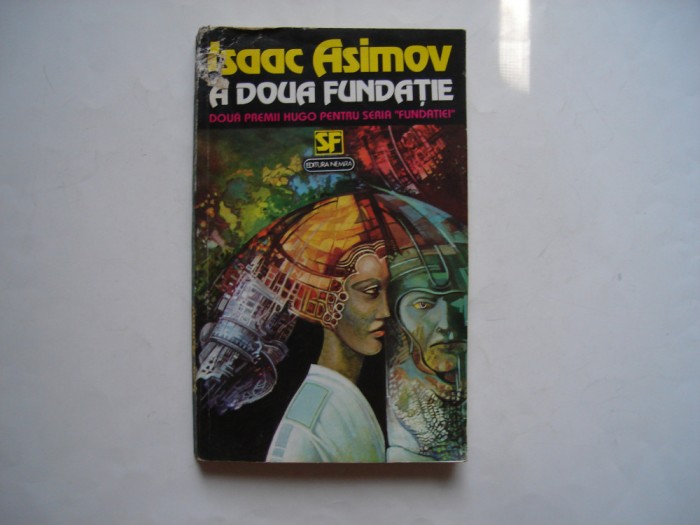 Isaac Asimov
A DOUA FUNDAȚIE
DOUĂ PREMII HUGO PENTRU SERIA "FUNDAȚIEI"
SF
EDITURA NEMIRA